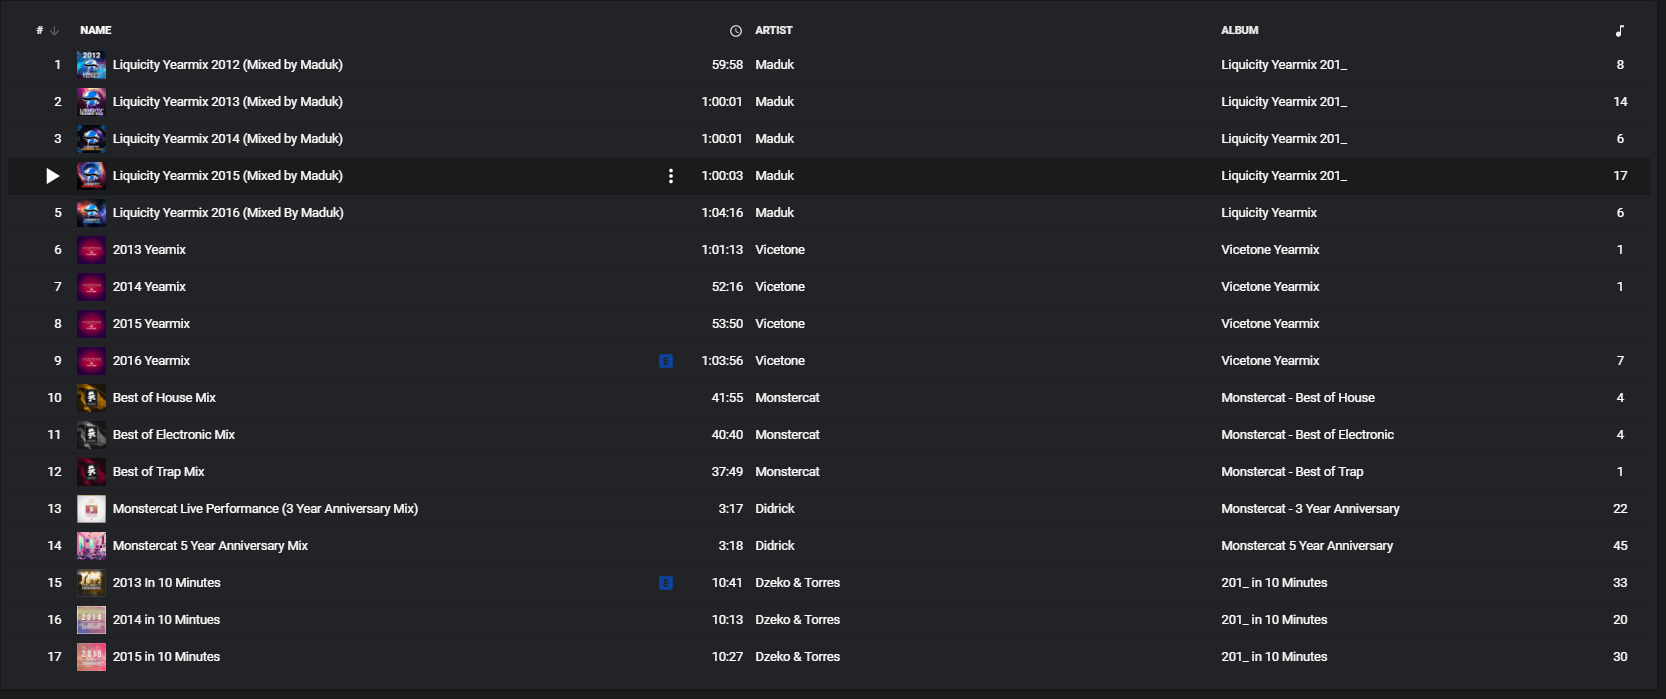 # NAME ARTIST ALBUM
1 Liquicity Yearmix 2012 (Mixed by Maduk) 59:58 Maduk Liquicity Yearmix 201_ 8
2 Liquicity Yearmix 2013 (Mixed by Maduk) 1:00:01 Maduk Liquicity Yearmix 201_ 14
3 Liquicity Yearmix 2014 (Mixed by Maduk) 1:00:01 Maduk Liquicity Yearmix 201_ 6
Liquicity Yearmix 2015 (Mixed by Maduk) 1:00:03 Maduk Liquicity Yearmix 201_ 17
5 Liquicity Yearmix 2016 (Mixed By Maduk) 1:04:16 Maduk Liquicity Yearmix 6
6 2013 Yeamix 1:01:13 Vicetone Vicetone Yearmix 1
7 2014 Yeamix 52:16 Vicetone Vicetone Yearmix 1
8 2015 Yearmix 53:50 Vicetone Vicetone Yearmix
9 2016 Yearmix E 1:03:56 Vicetone Vicetone Yearmix 7
10 Best of House Mix 41:55 Monstercat Monstercat - Best of House 4
11 Best of Electronic Mix 40:40 Monstercat Monstercat - Best of Electronic 4
12 Best of Trap Mix 37:49 Monstercat Monstercat - Best of Trap 1
13 Monstercat Live Performance (3 Year Anniversary Mix) 3:17 Didrick Monstercat - 3 Year Anniversary 22
14 Monstercat 5 Year Anniversary Mix 3:18 Didrick Monstercat 5 Year Anniversary 45
15 2013 In 10 Minutes E 10:41 Dzeko & Torres 201_ in 10 Minutes 33
16 2014 in 10 Mintues 10:13 Dzeko & Torres 201_ in 10 Minutes 20
17 2015 in 10 Minutes 10:27 Dzeko & Torres 201_ in 10 Minutes 30